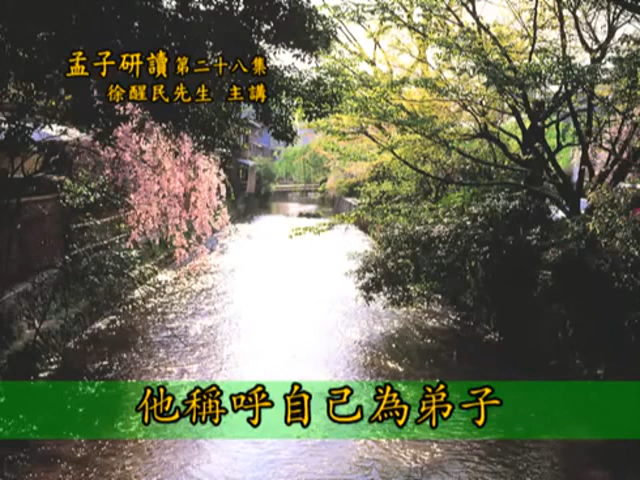 孟子研讀 第二十八集
徐醒民先生 主講
他稱呼自己為弟子